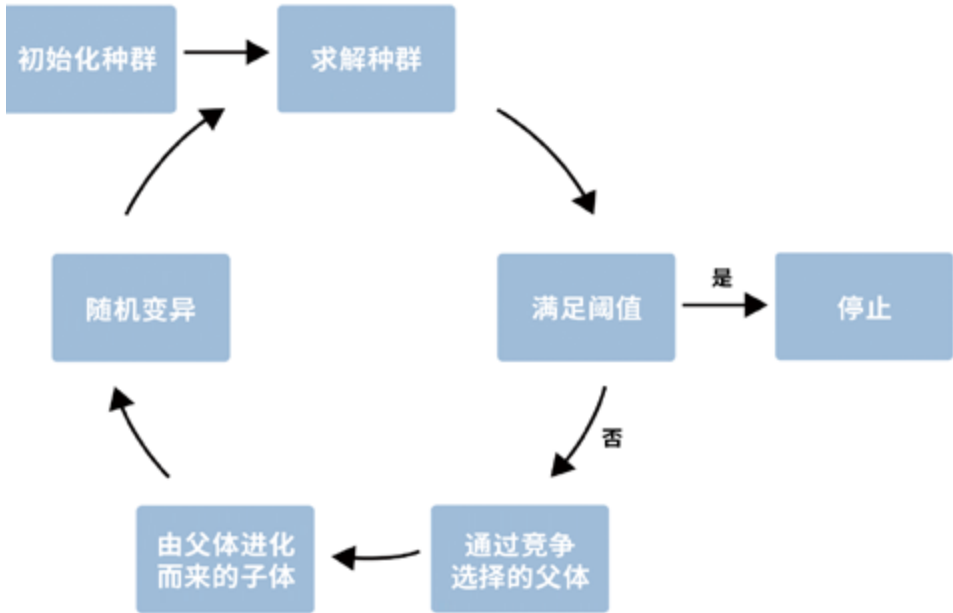 初始化种群
求解种群
满足阈值
是
停止
否
通过竞争
选择的父体
由父体进化
而来的子体
随机变异